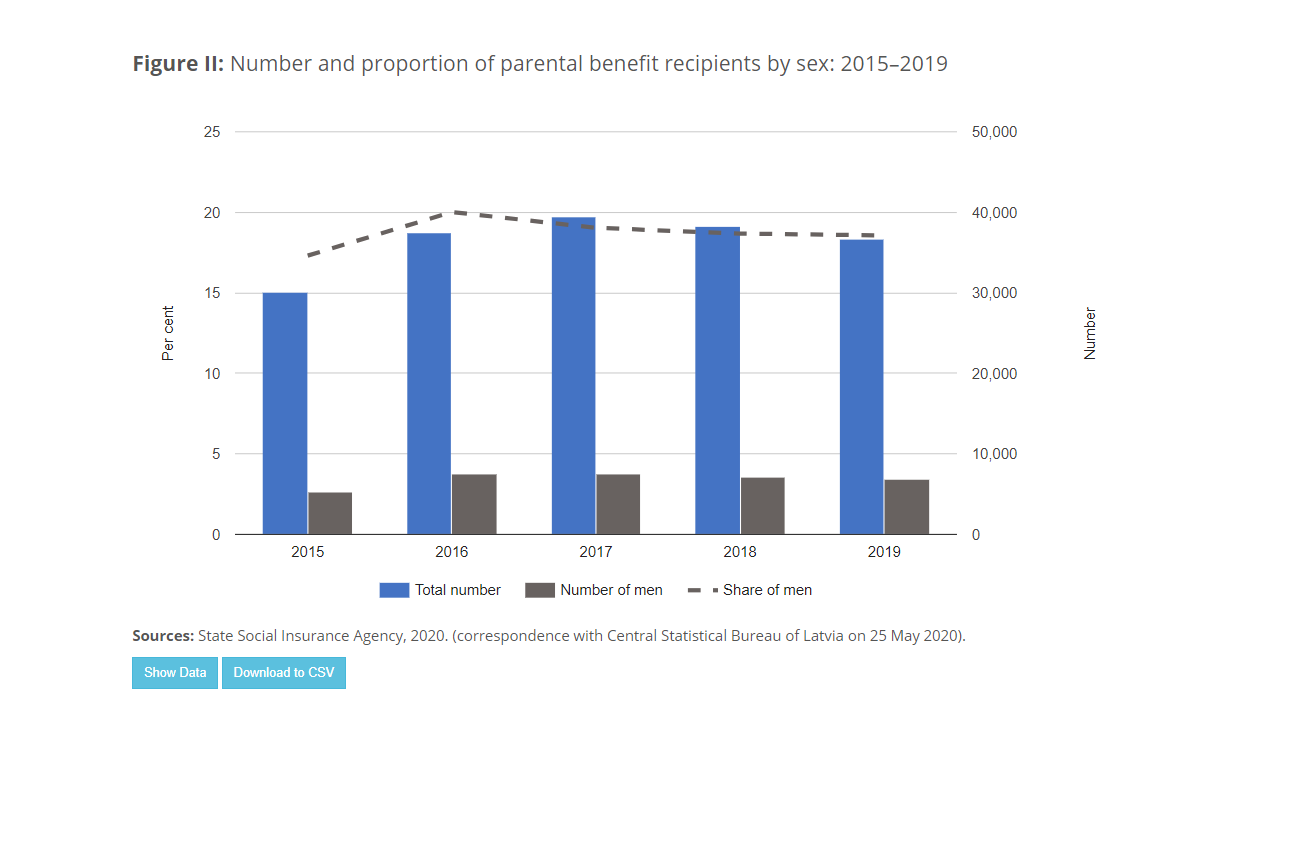 Figure II: Number and proportion of parental benefit recipients by sex: 2015–2019
25
50,000
20
40,000
15
30,000
10
20,000
5
10,000
0
0
Per cent
Number
2015
2016
2017
2018
2019
Total number
Number of men
Share of men
Sources: State Social Insurance Agency, 2020. (correspondence with Central Statistical Bureau of Latvia on 25 May 2020).
Show Data
Download to CSV